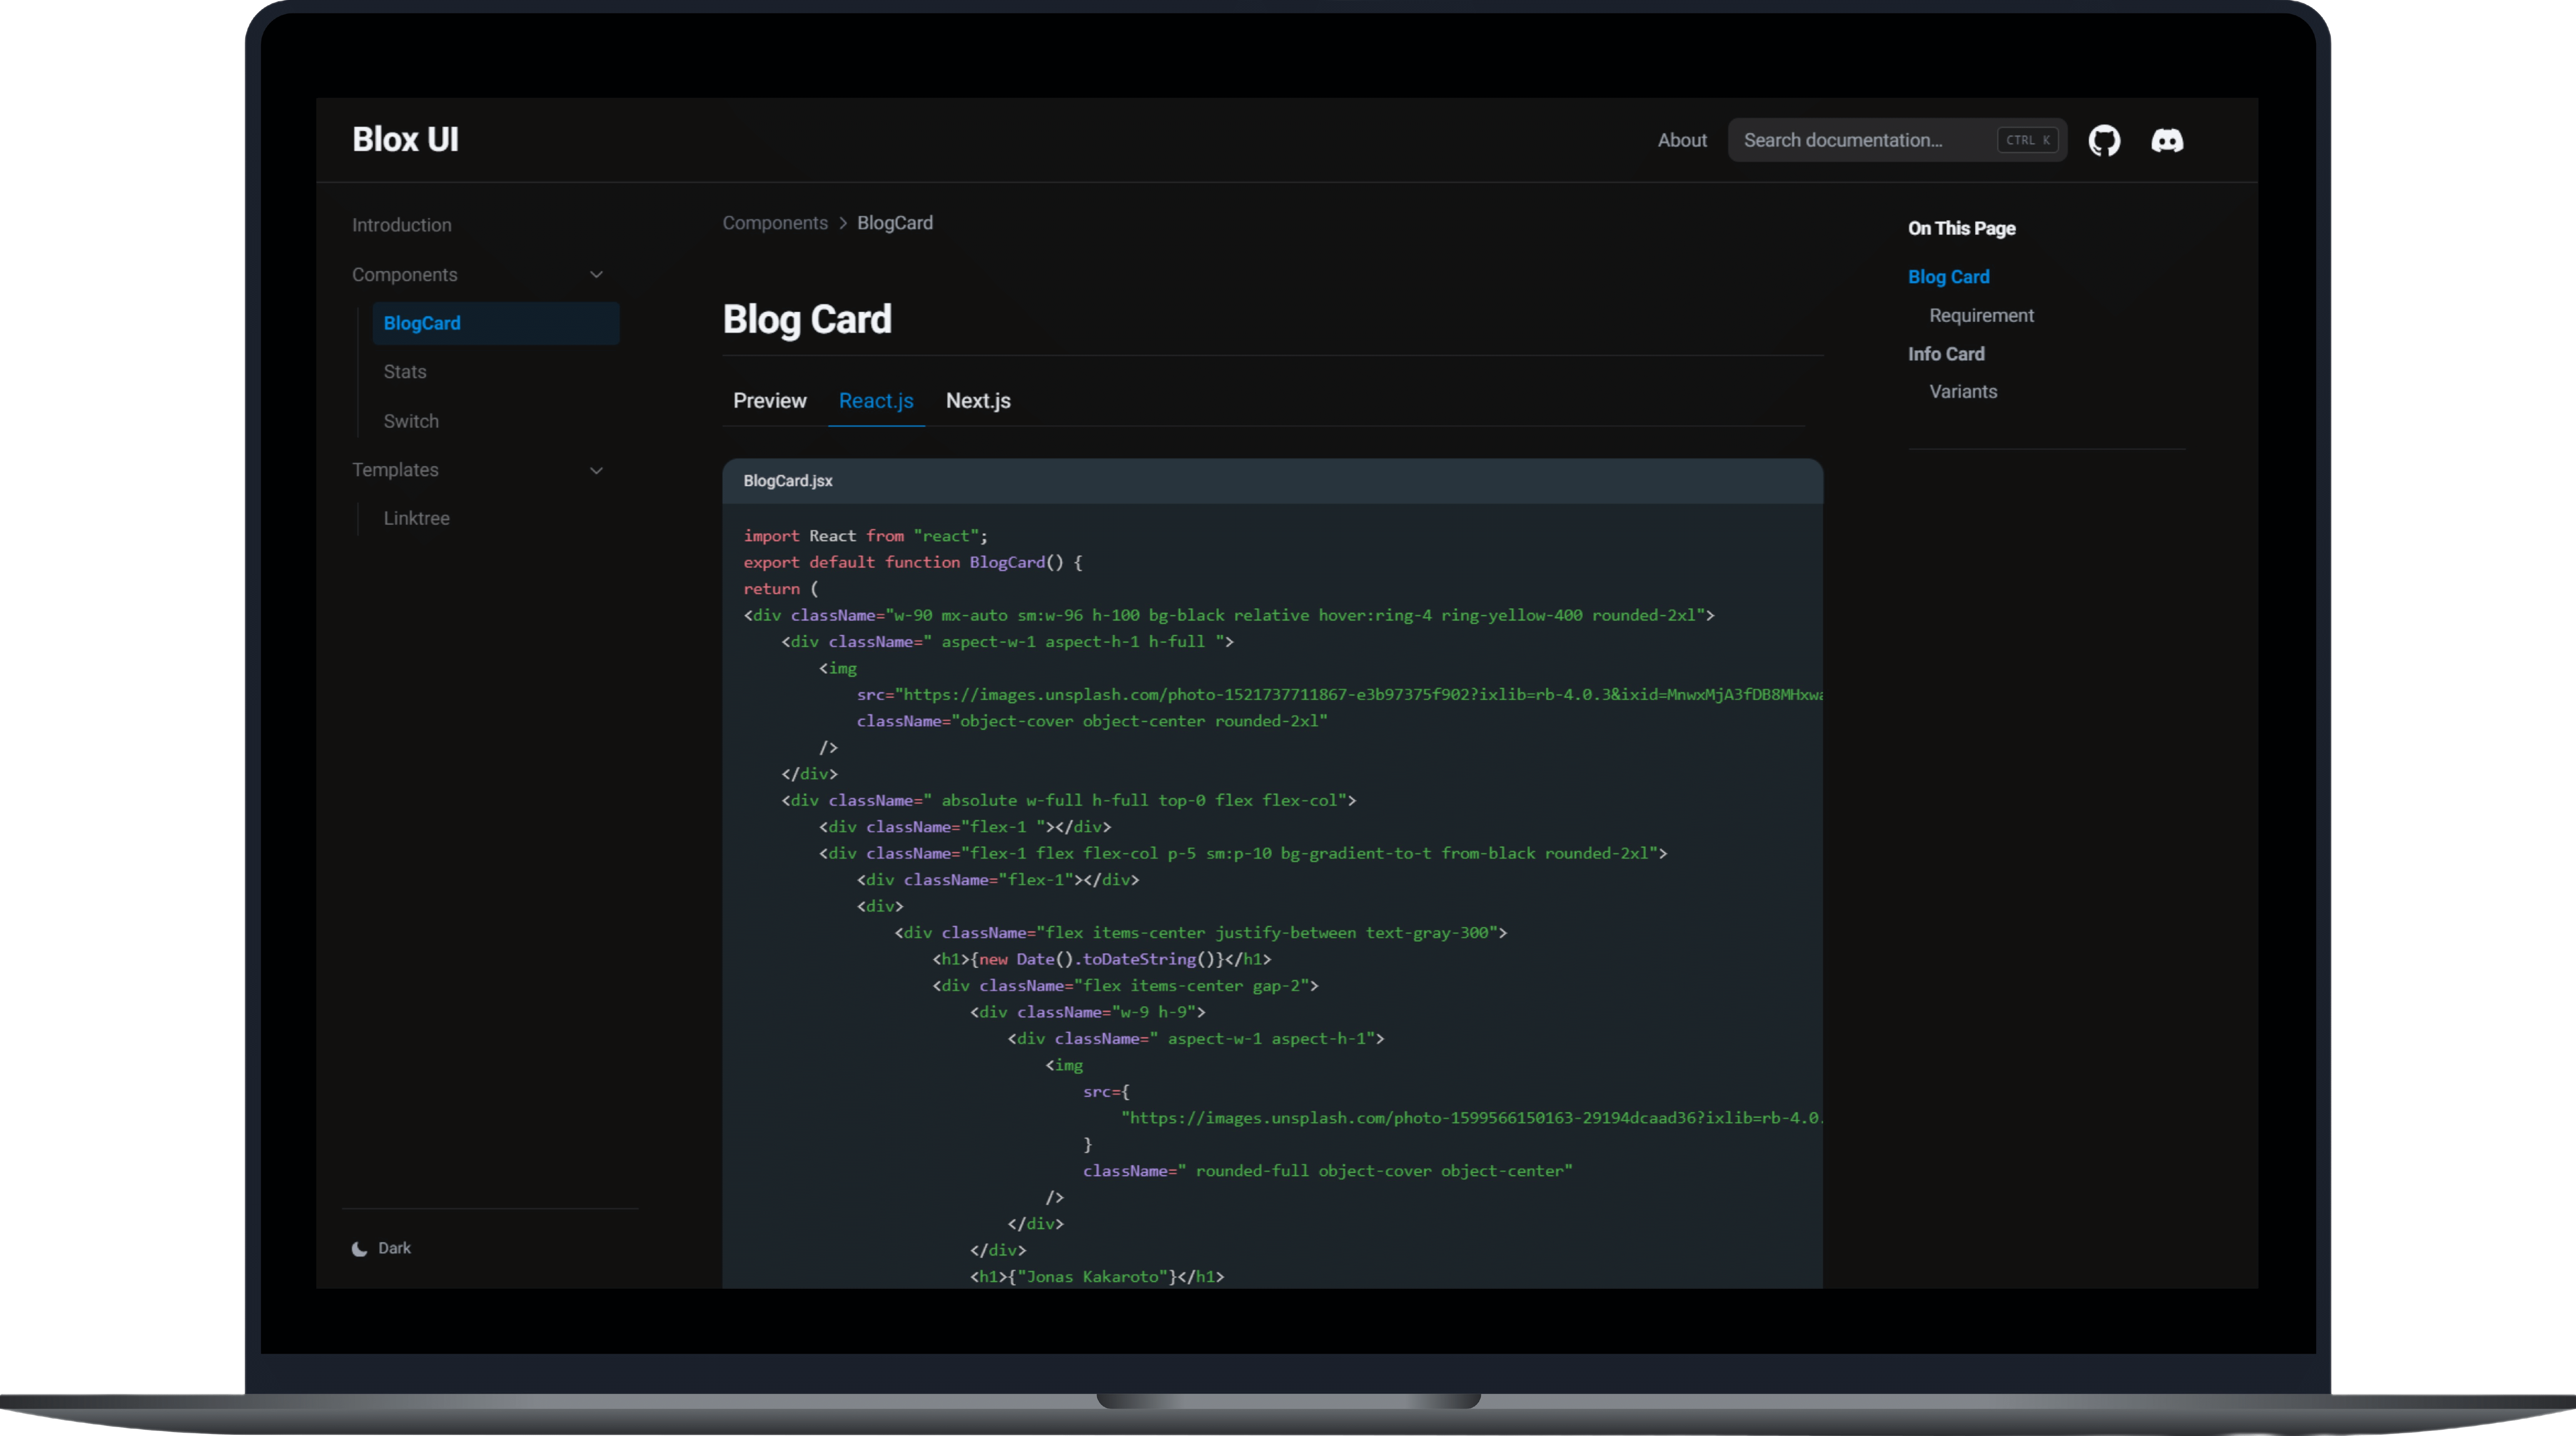 Blox UI
About
Search documentation...
CTRL K
Introduction
Components
BlogCard
Stats
Switch
Templates
Linktree
Dark
Components > BlogCard
Blog Card
Preview React.js Next.js
BlogCard.jsx
import React from "react";
export default function BlogCard() {
return (
<div className="w-90 mx-auto sm:w-96 h-100 bg-black relative hover:ring-4 ring-yellow-400 rounded-2xl">
<div className=" aspect-w-1 aspect-h-1 h-full ">
<img
src="https://images.unsplash.com/photo-1521737711867-e3b97375f902?ixlib=rb-4.0.3&ixid=MnwxMjA3fDB8MHxwa
className="object-cover object-center rounded-2xl"
/>
</div>
<div className=" absolute w-full h-full top-0 flex flex-col">
<div className="flex-1 "></div>
<div className="flex-1 flex flex-col p-5 sm:p-10 bg-gradient-to-t from-black rounded-2xl">
<div className="flex-1"></div>
<div>
<div className="flex items-center justify-between text-gray-300">
<h1>{new Date().toDateString()}</h1>
<div className="flex items-center gap-2">
<div className="w-9 h-9">
<div className=" aspect-w-1 aspect-h-1">
<img
src={
"https://images.unsplash.com/photo-1599566150163-29194dcaad36?ixlib=rb-4.0.
}
className=" rounded-full object-cover object-center"
/>
</div>
</div>
<h1>{"Jonas Kakaroto"}</h1>
On This Page
Blog Card
Requirement
Info Card
Variants